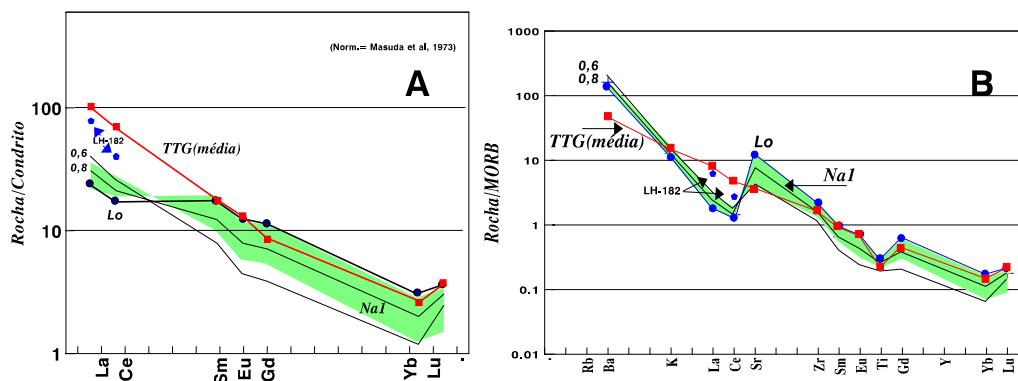 (Norm.= Masuda et al, 1973)
A
Rocha/Condrito
100
10
1
0,6
0,8
LH-182
TTG(média)
Lo
Na1
La
Ce
Sm
Eu
Gd
Yb
Lu
B
Rocha/MORB
1000
100
10
1
0.1
0.01
0,6
0,8
TTG(média)
Lo
Na1
LH-182
Rb
Ba
K
La
Ce
Sr
Zr
Sm
Eu
Ti
Gd
Y
Yb
Lu